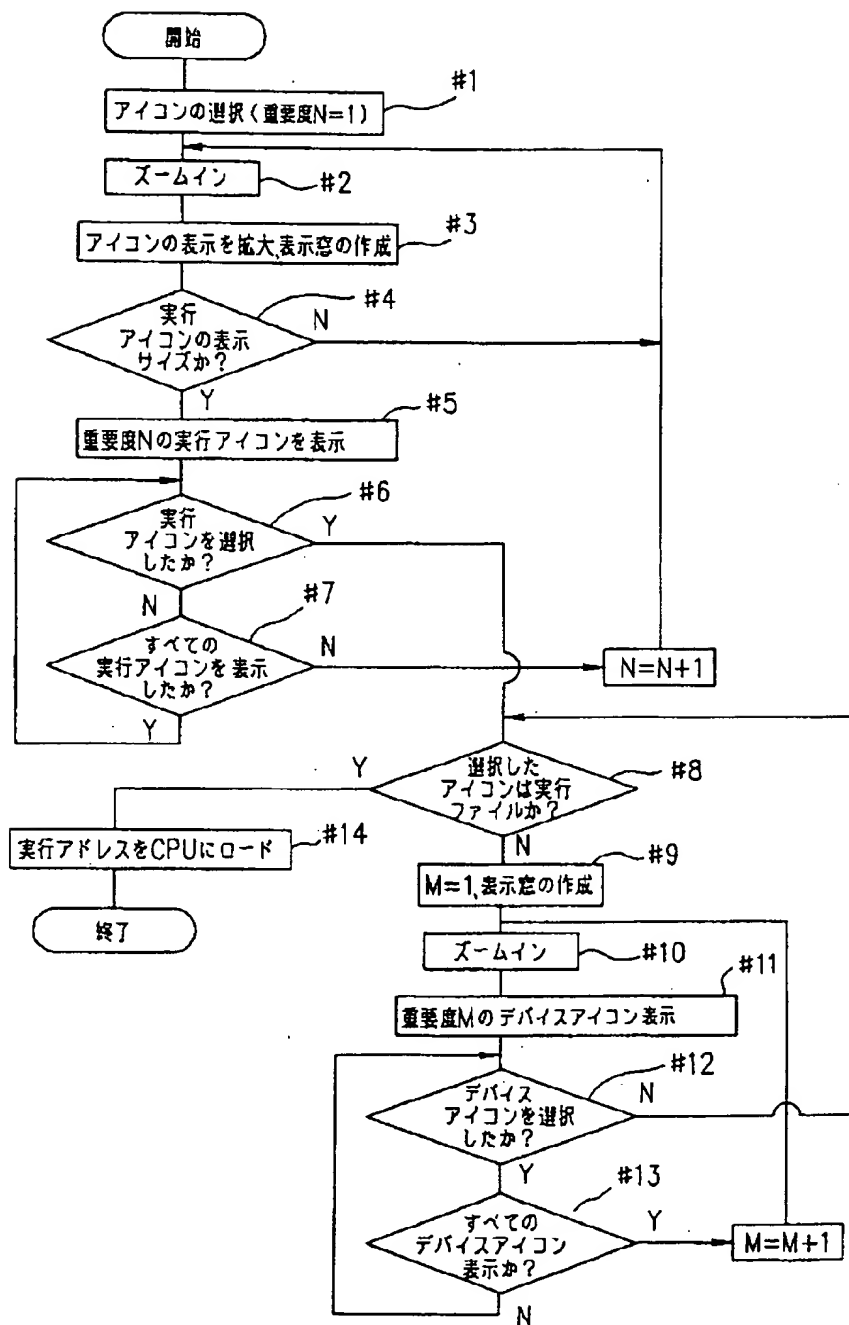 開始
#1
アイコンの選択(重要度N=1)
ズームイン
#2
#3
アイコンの表示を拡大,表示窓の作成
#4
実行
アイコンの表示
サイズか?
N
Y
#5
重要度Nの実行アイコンを表示
#6
実行
アイコンを選択
したか?
Y
N
#7
すべての
実行アイコンを表示
したか?
N
N=N+1
Y
Y
選択した
アイコンは実行
ファイルか?
#8
N
#14
実行アドレスをCPUにロード
#9
M=1,表示窓の作成
終了
ズームイン
#10
#11
重要度Mのデバイスアイコン表示
#12
デバイス
アイコンを選択
したか?
N
Y
#13
すべての
デバイスアイコン
表示か?
Y
M=M+1
N